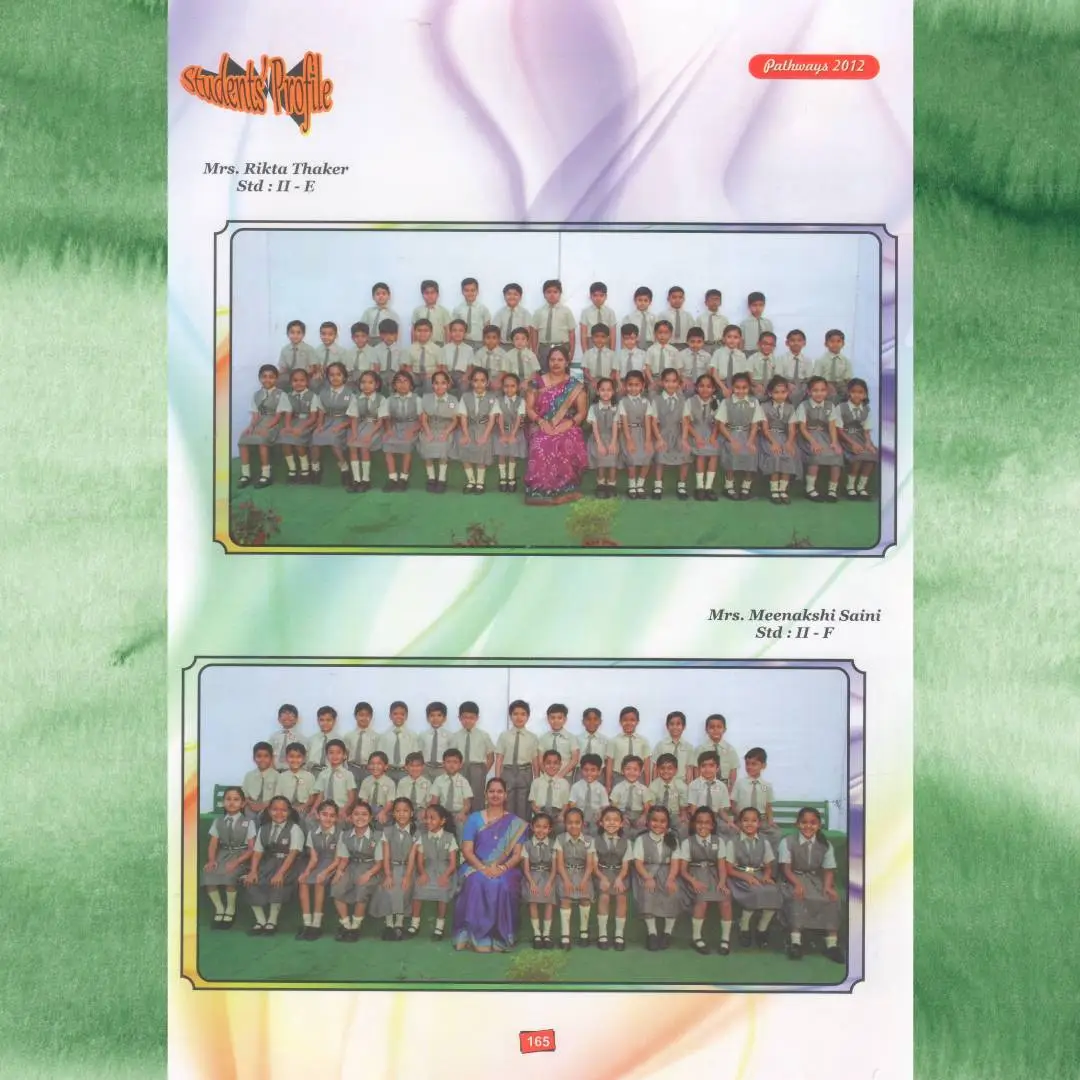 Students' Profile
Pathways 2012
Mrs. Rikta Thaker
Std : II - E
Mrs. Meenakshi Saini
Std : II - F
165